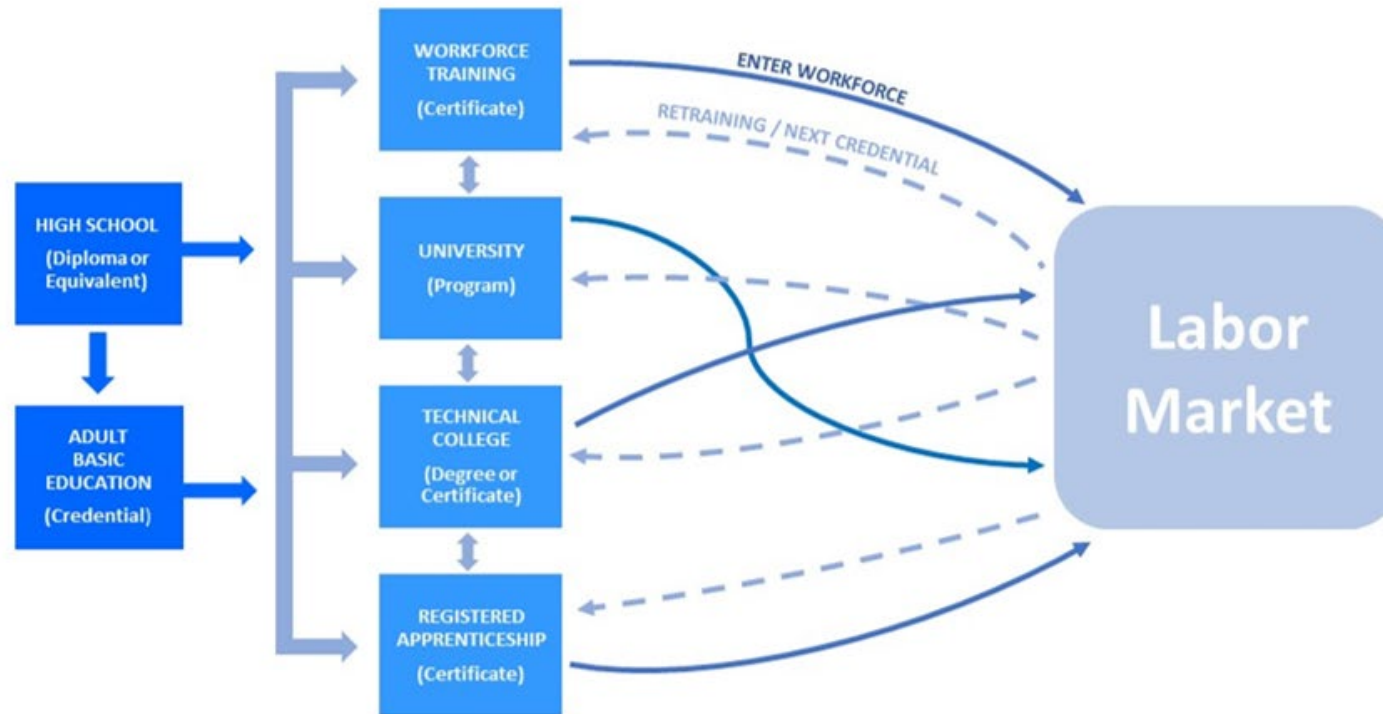 WORKFORCE
TRAINING
(Certificate)
ENTER WORKFORCE
RETRAINING / NEXT CREDENTIAL
HIGH SCHOOL
(Diploma or
Equivalent)
UNIVERSITY
(Program)
Labor
Market
ADULT
BASIC
EDUCATION
(Credential)
TECHNICAL
COLLEGE
(Degree or
Certificate)
REGISTERED
APPRENTICESHIP
(Certificate)